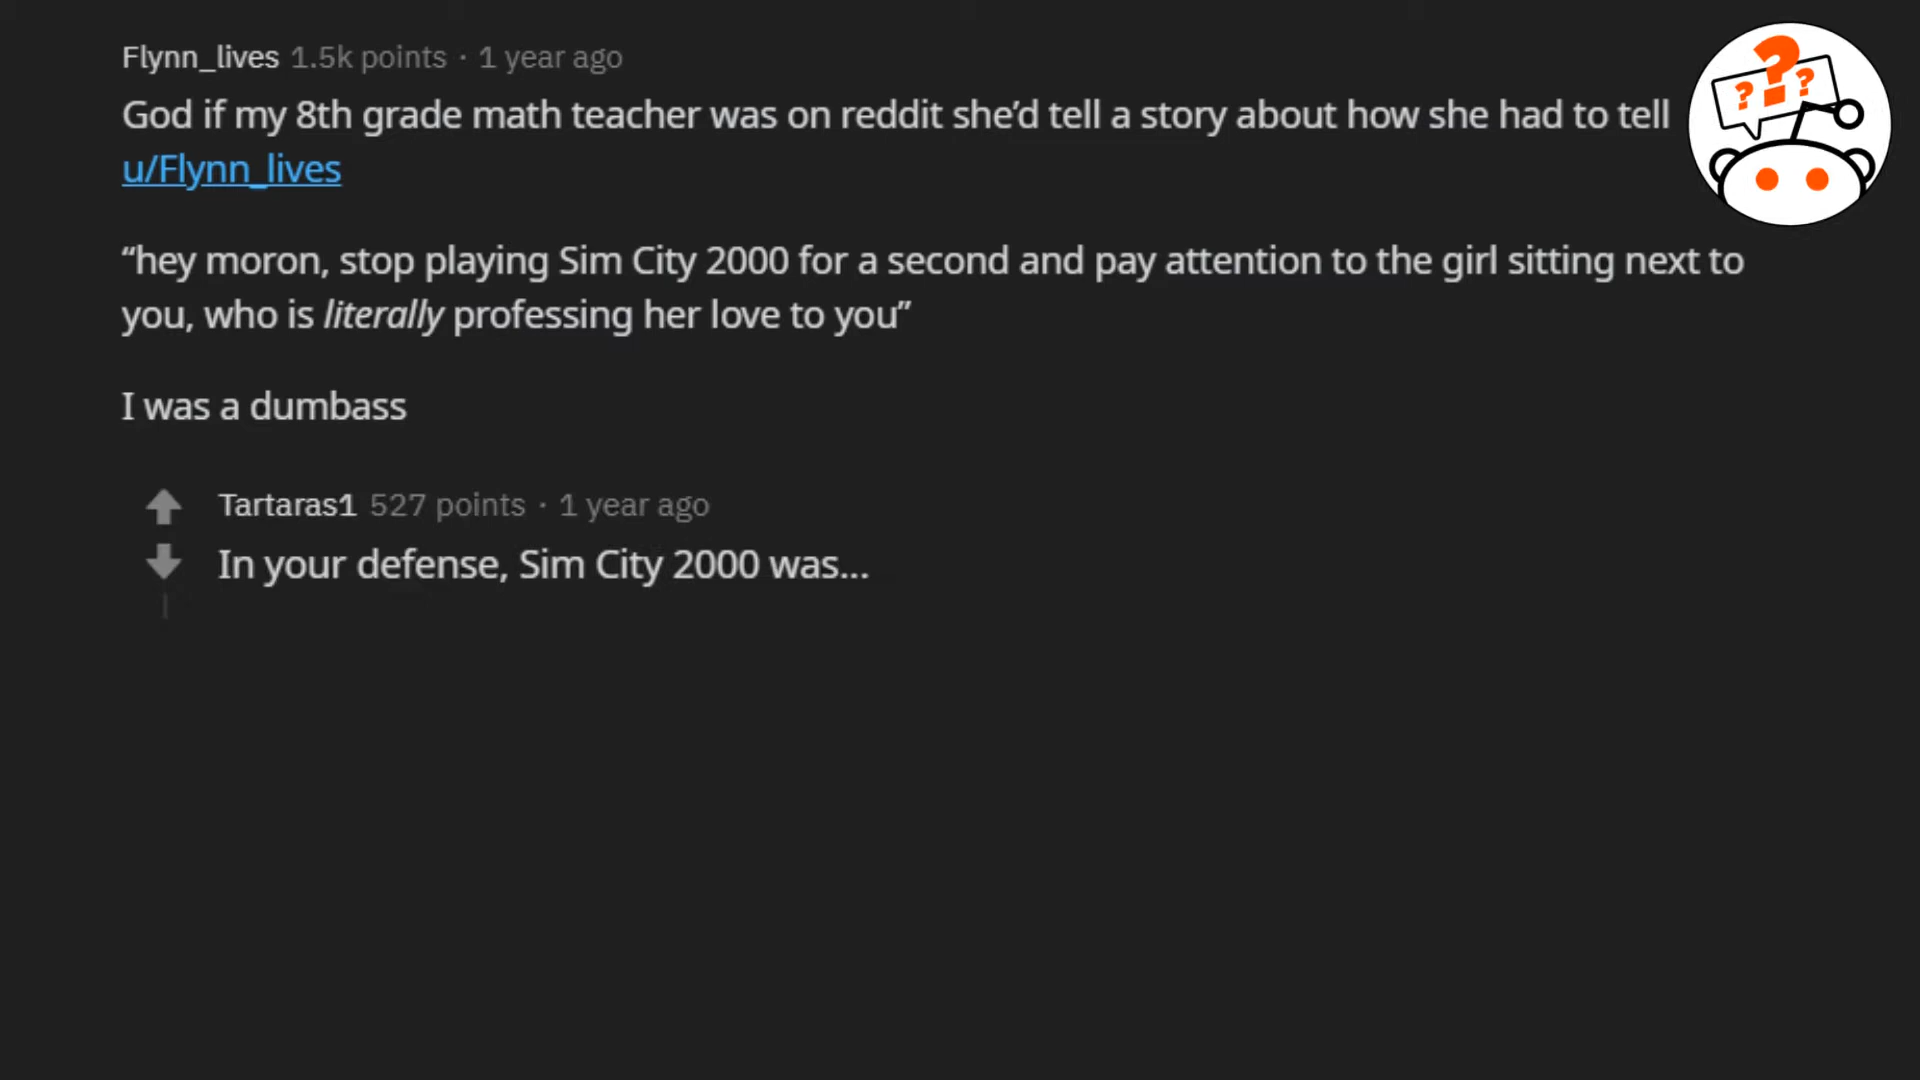 Flynn_lives 1.5k points · 1 year ago
God if my 8th grade math teacher was on reddit she’d tell a story about how she had to tell
u/Flynn_lives
“hey moron, stop playing Sim City 2000 for a second and pay attention to the girl sitting next to
you, who is literally professing her love to you”
I was a dumbass
Tartaras1 527 points · 1 year ago
In your defense, Sim City 2000 was...
? ? ?